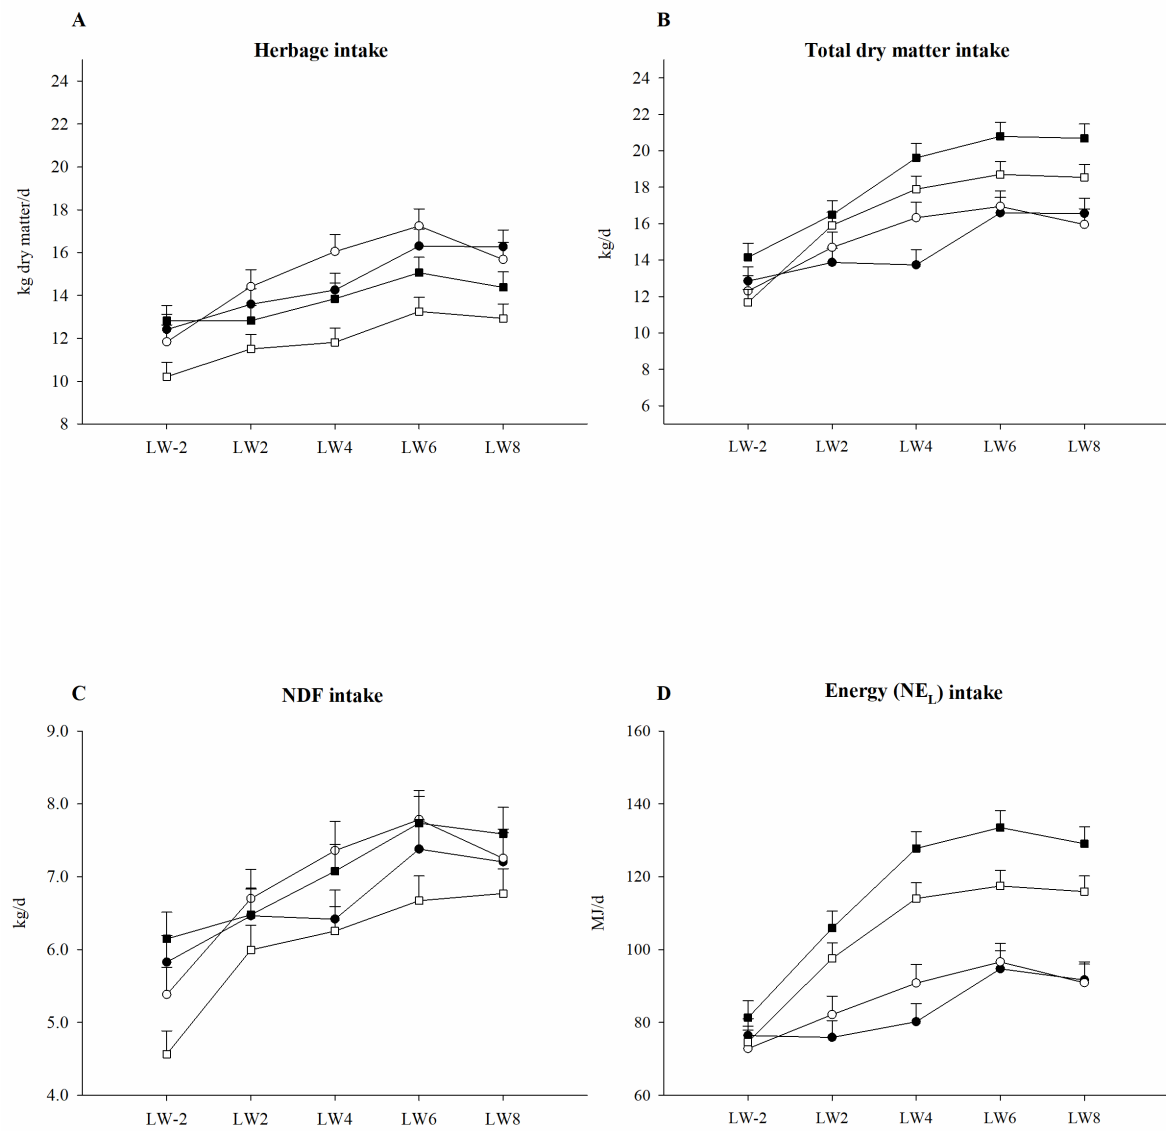 A
Herbage intake
kg dry matter/d
24
22
20
18
16
14
12
10
8
LW-2 LW2 LW4 LW6 LW8
B
Total dry matter intake
kg/d
24
22
20
18
16
14
12
10
8
6
LW-2 LW2 LW4 LW6 LW8
C
NDF intake
kg/d
9.0
8.0
7.0
6.0
5.0
4.0
LW-2 LW2 LW4 LW6 LW8
D
Energy (NEL) intake
MJ/d
160
140
120
100
80
60
LW-2 LW2 LW4 LW6 LW8